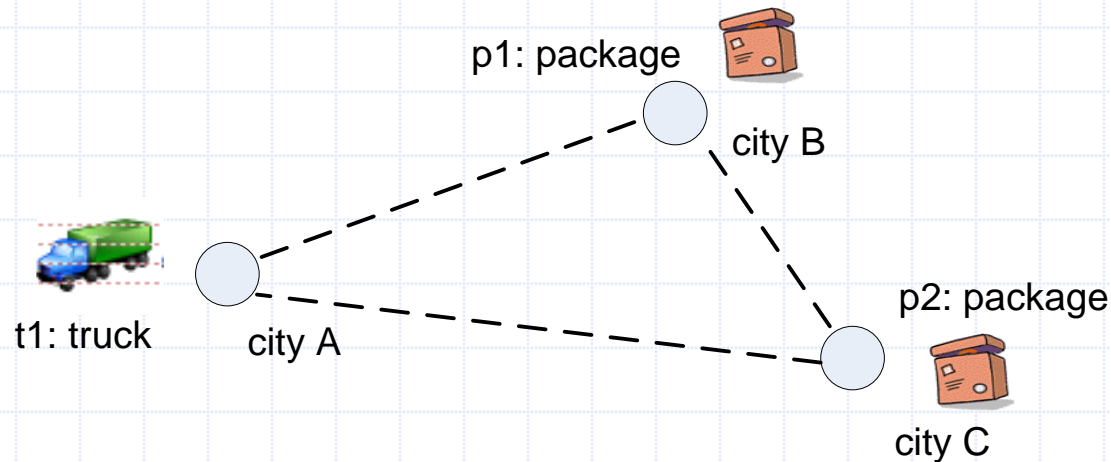 p1: package
city B
t1: truck
city A
p2: package
city C